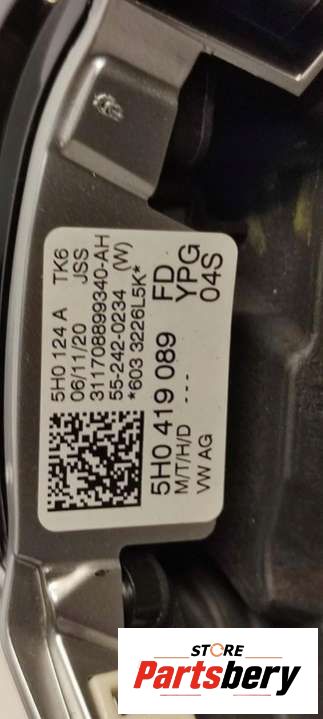 5H0 124 A TK6
06/11/20 JSS
311708899340-AH
55-242-0234 (W)
*603 3226L5K*
5H0 419 089 FD
M/T/H/D --- YPG
VW AG 04S
STORE
Partsbery